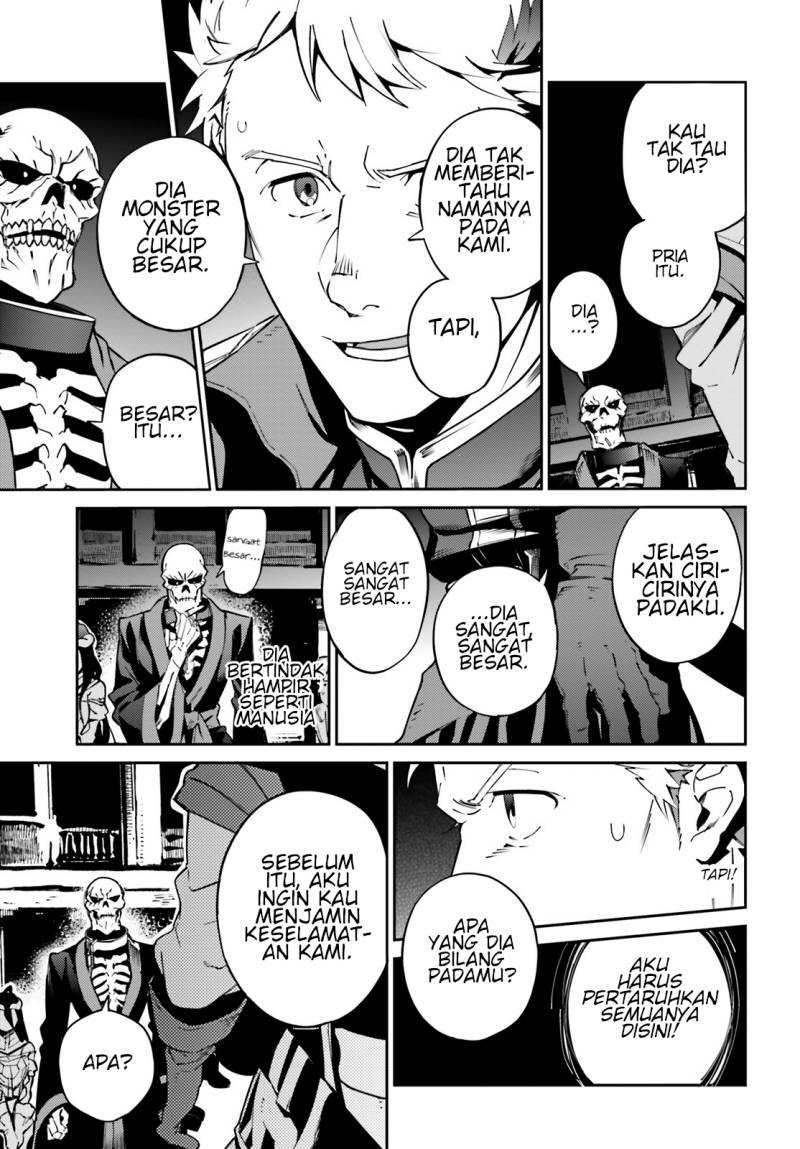 KAU
TAK TAU
DIA?
PRIA
ITU.
DIA
...?
DIA TAK
MEMBERI-
TAHU
NAMANYA
PADA
KAMI.
TAPI,
DIA
MONSTER
YANG
CUKUP
BESAR.
BESAR?
ITU...
JELAS-
KAN CIRI-
CIRINYA
PADAKU.
...DIA
SANGAT,
SANGAT
BESAR.
SANGAT
SANGAT
BESAR...
sangat
besar...
DIA
BERTINDAK
HAMPIR
SEPERTI
MANUSIA
TAPI!
AKU
HARUS
PERTARUHKAN
SEMUANYA
DISINI!
APA
YANG DIA
BILANG
PADAMU?
SEBELUM
ITU, AKU
INGIN KAU
MENJAMIN
KESELAMAT-
AN KAMI.
APA?